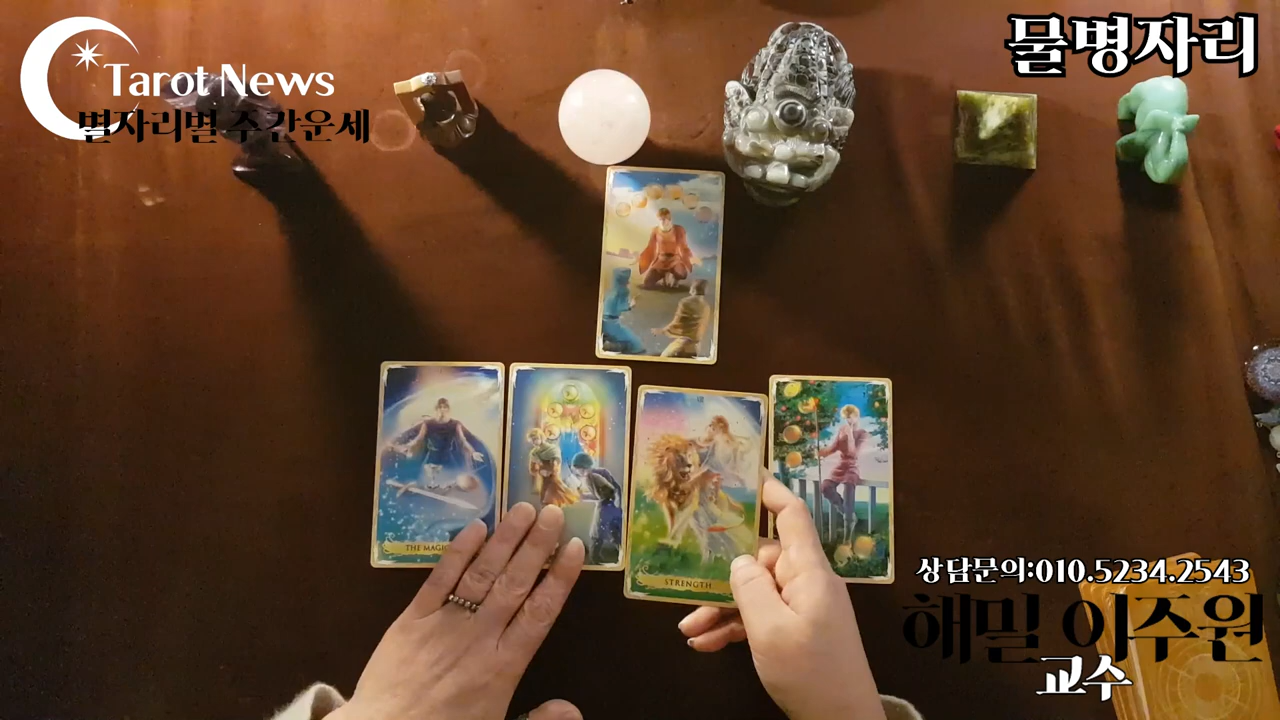 Tarot News
별자리별 주간운세
물병자리
THE MAGIC
STRENGTH
상담문의:010.5234.2543
해밀 이주원
교수